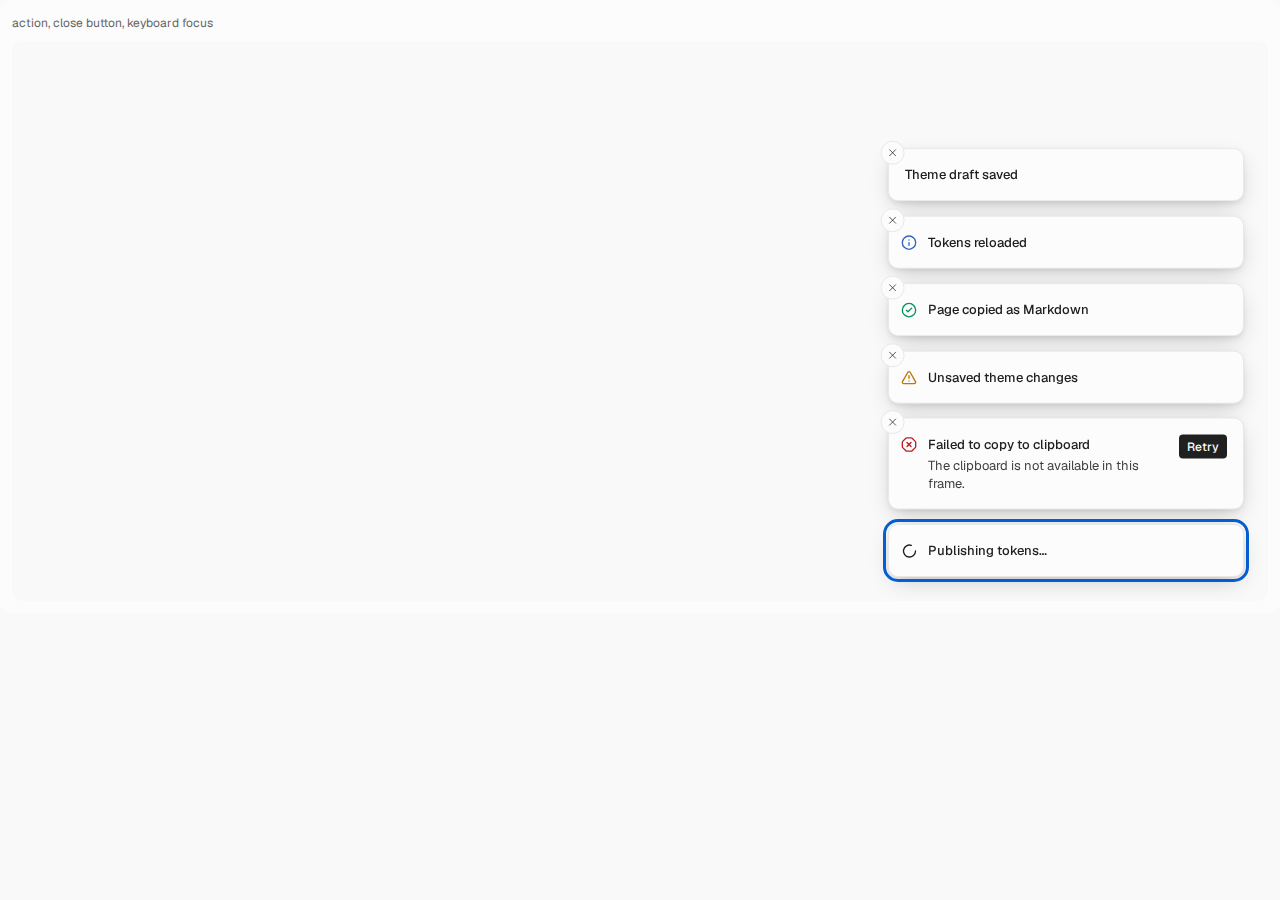 action, close button, keyboard focus
Theme draft saved
Tokens reloaded
Page copied as Markdown
Unsaved theme changes
Failed to copy to clipboard
Retry
The clipboard is not available in this
frame.
Publishing tokens…